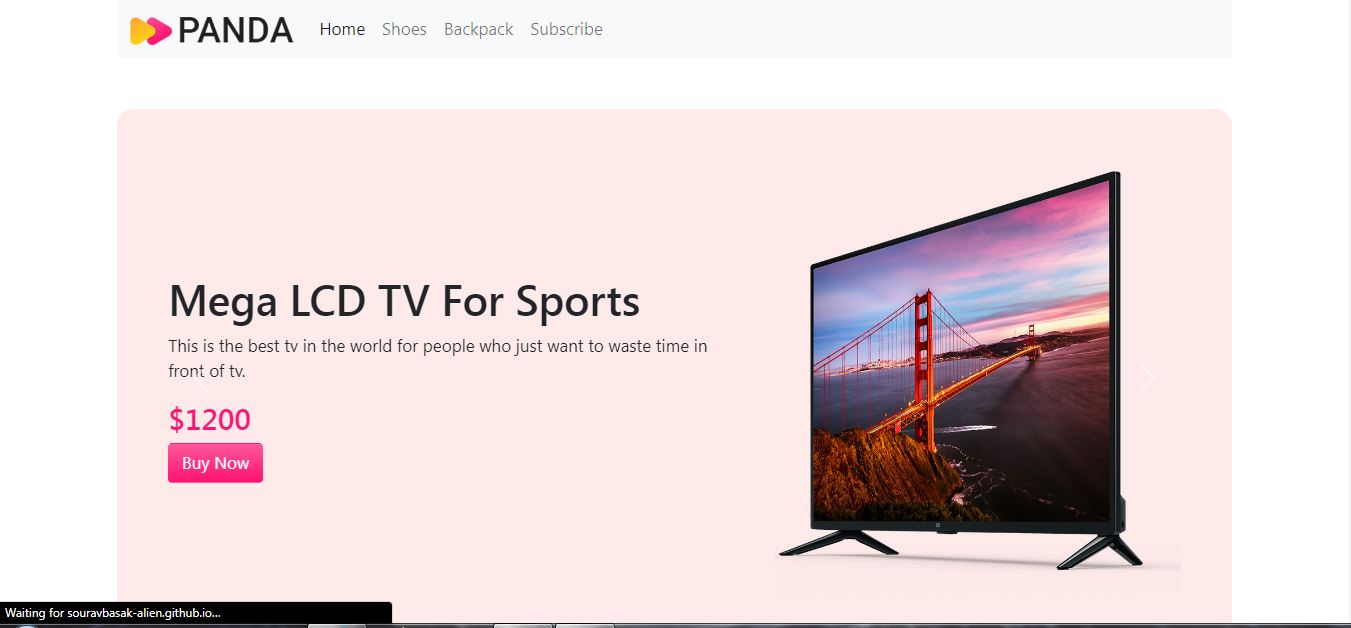 PANDA Home Shoes Backpack Subscribe
Mega LCD TV For Sports
This is the best tv in the world for people who just want to waste time in
front of tv.
$1200
Buy Now
Waiting for souravbasak-alien.github.io...